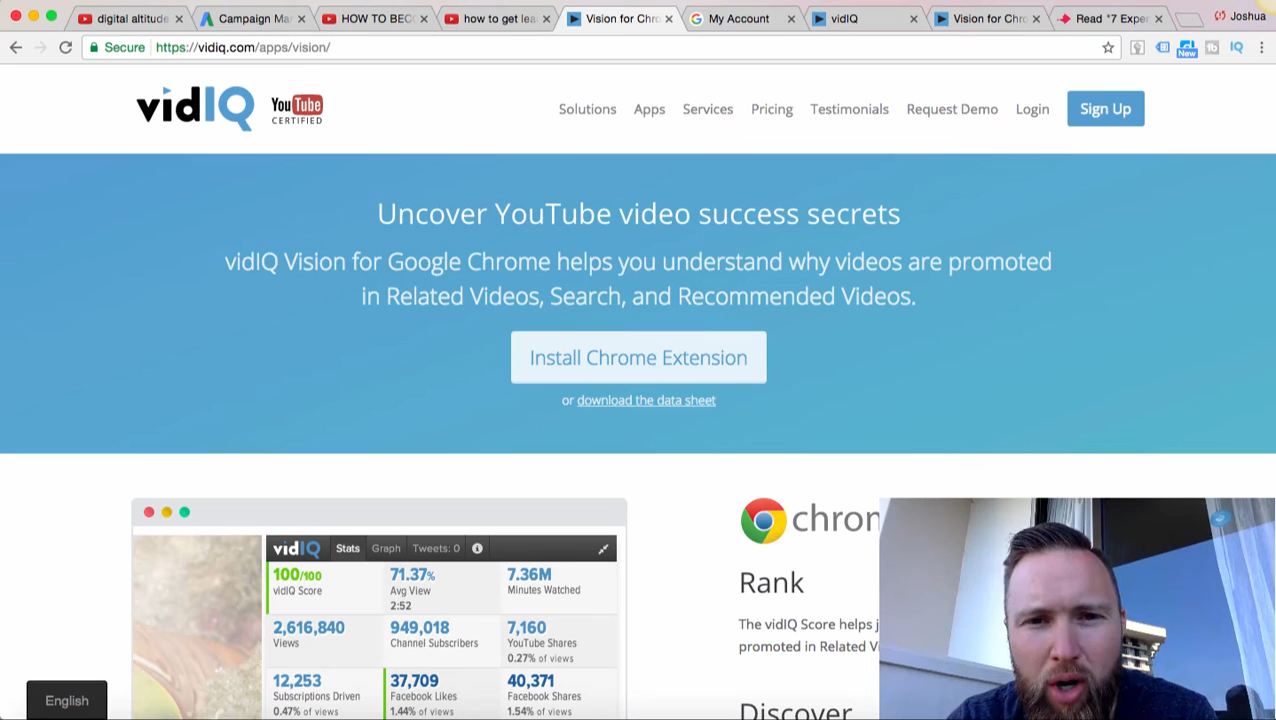 digital altitude
Campaign Ma
HOW TO BEC
how to get lea
Vision for Chro
My Account
vidIQ
Vision for Chr
Read *7 Exper
Joshua
Secure https://vidiq.com/apps/vision/
New
IQ
vidIQ
YouTube
CERTIFIED
Solutions Apps Services Pricing Testimonials Request Demo Login Sign Up
Uncover YouTube video success secrets
vidIQ Vision for Google Chrome helps you understand why videos are promoted
in Related Videos, Search, and Recommended Videos.
Install Chrome Extension
or download the data sheet
vidIQ Stats Graph Tweets: 0
100/100 71.37% 7.36M
vidIQ Score Avg View Minutes Watched
2:52
2,616,840 949,018 7,160
Views Channel Subscribers YouTube Shares
0.27% of views
12,253 37,709 40,371
Subscriptions Driven Facebook Likes Facebook Shares
0.47% of views 1.44% of views 1.54% of views
chrom
Rank
The vidIQ Score helps j
promoted in Related Vi
Discover
English